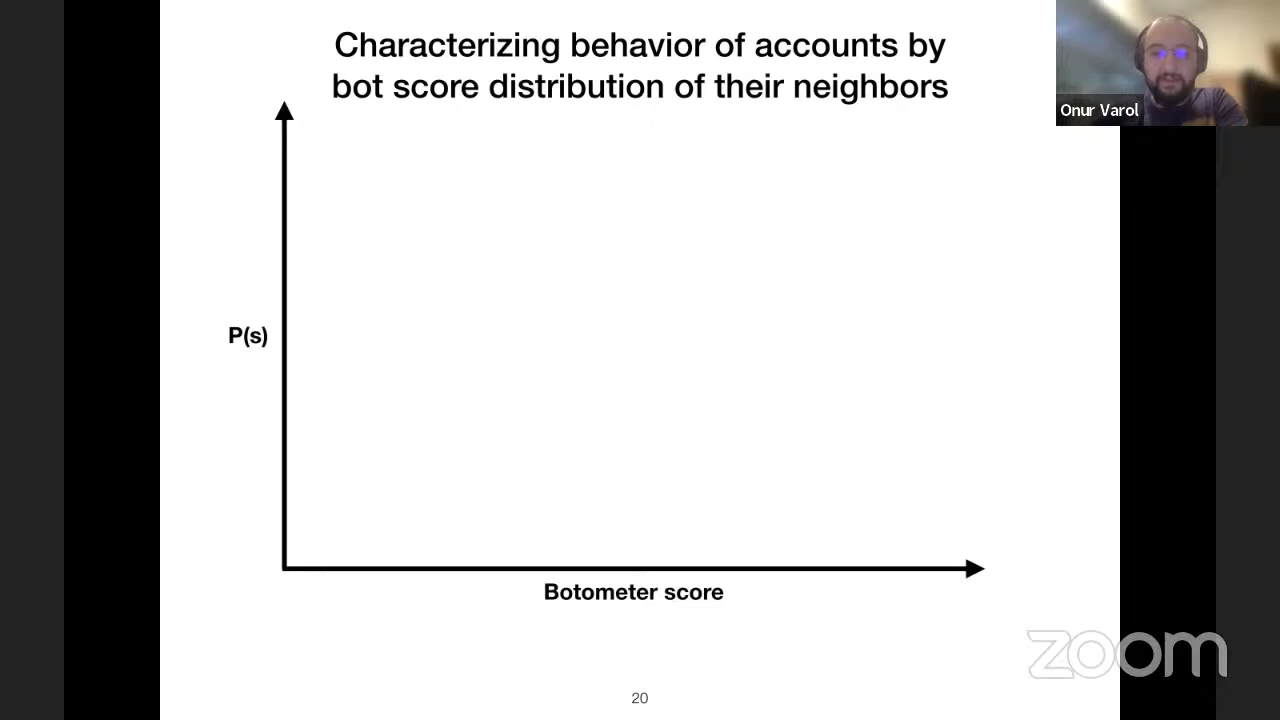 Characterizing behavior of accounts by
bot score distribution of their neighbors
Onur Varol
P(s)
Botometer score
zoom
20